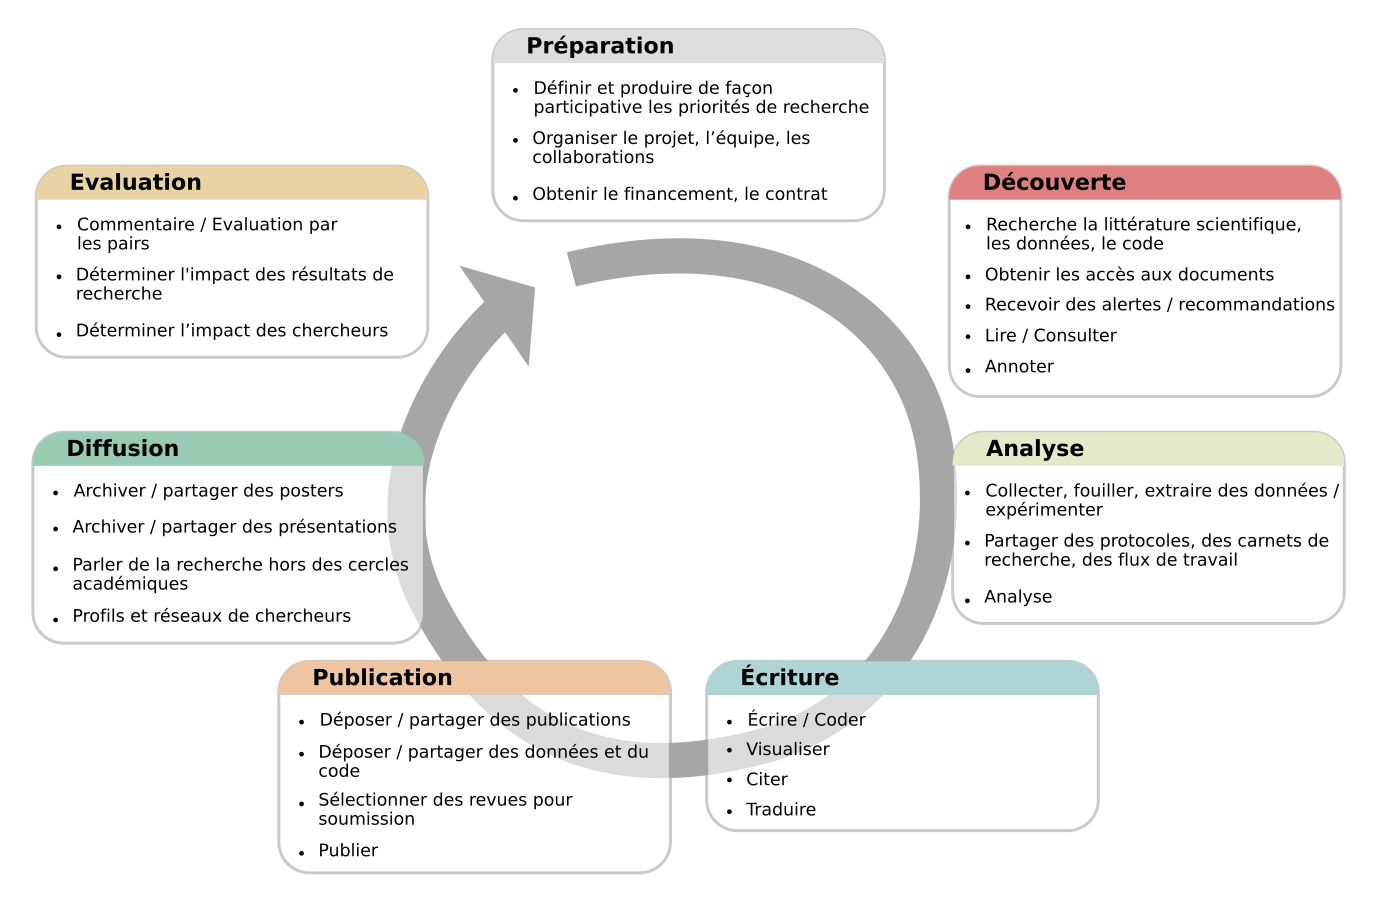 Préparation
• Définir et produire de façon
participative les priorités de recherche
• Organiser le projet, l’équipe, les
collaborations
• Obtenir le financement, le contrat
Découverte
• Recherche la littérature scientifique,
les données, le code
• Obtenir les accès aux documents
• Recevoir des alertes / recommandations
• Lire / Consulter
• Annoter
Analyse
• Collecter, fouiller, extraire des données /
expérimenter
• Partager des protocoles, des carnets de
recherche, des flux de travail
• Analyse
Écriture
• Écrire / Coder
• Visualiser
• Citer
• Traduire
Publication
• Déposer / partager des publications
• Déposer / partager des données et du
code
• Sélectionner des revues pour
soumission
• Publier
Diffusion
• Archiver / partager des posters
• Archiver / partager des présentations
• Parler de la recherche hors des cercles
académiques
• Profils et réseaux de chercheurs
Evaluation
• Commentaire / Evaluation par
les pairs
• Déterminer l'impact des résultats de
recherche
• Déterminer l’impact des chercheurs